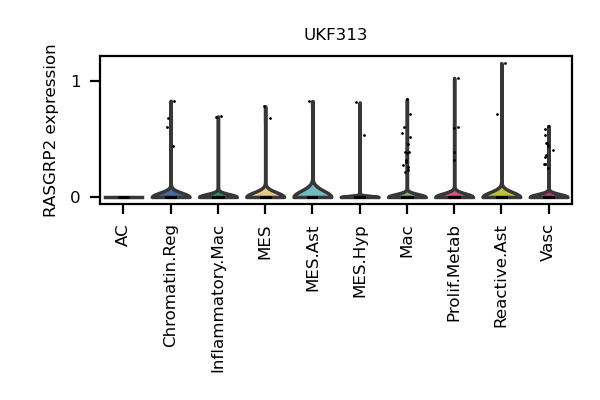 UKF313
RASGRP2 expression
1
0
AC
Chromatin.Reg
Inflammatory.Mac
MES
MES.Ast
MES.Hyp
Mac
Prolif.Metab
Reactive.Ast
Vasc